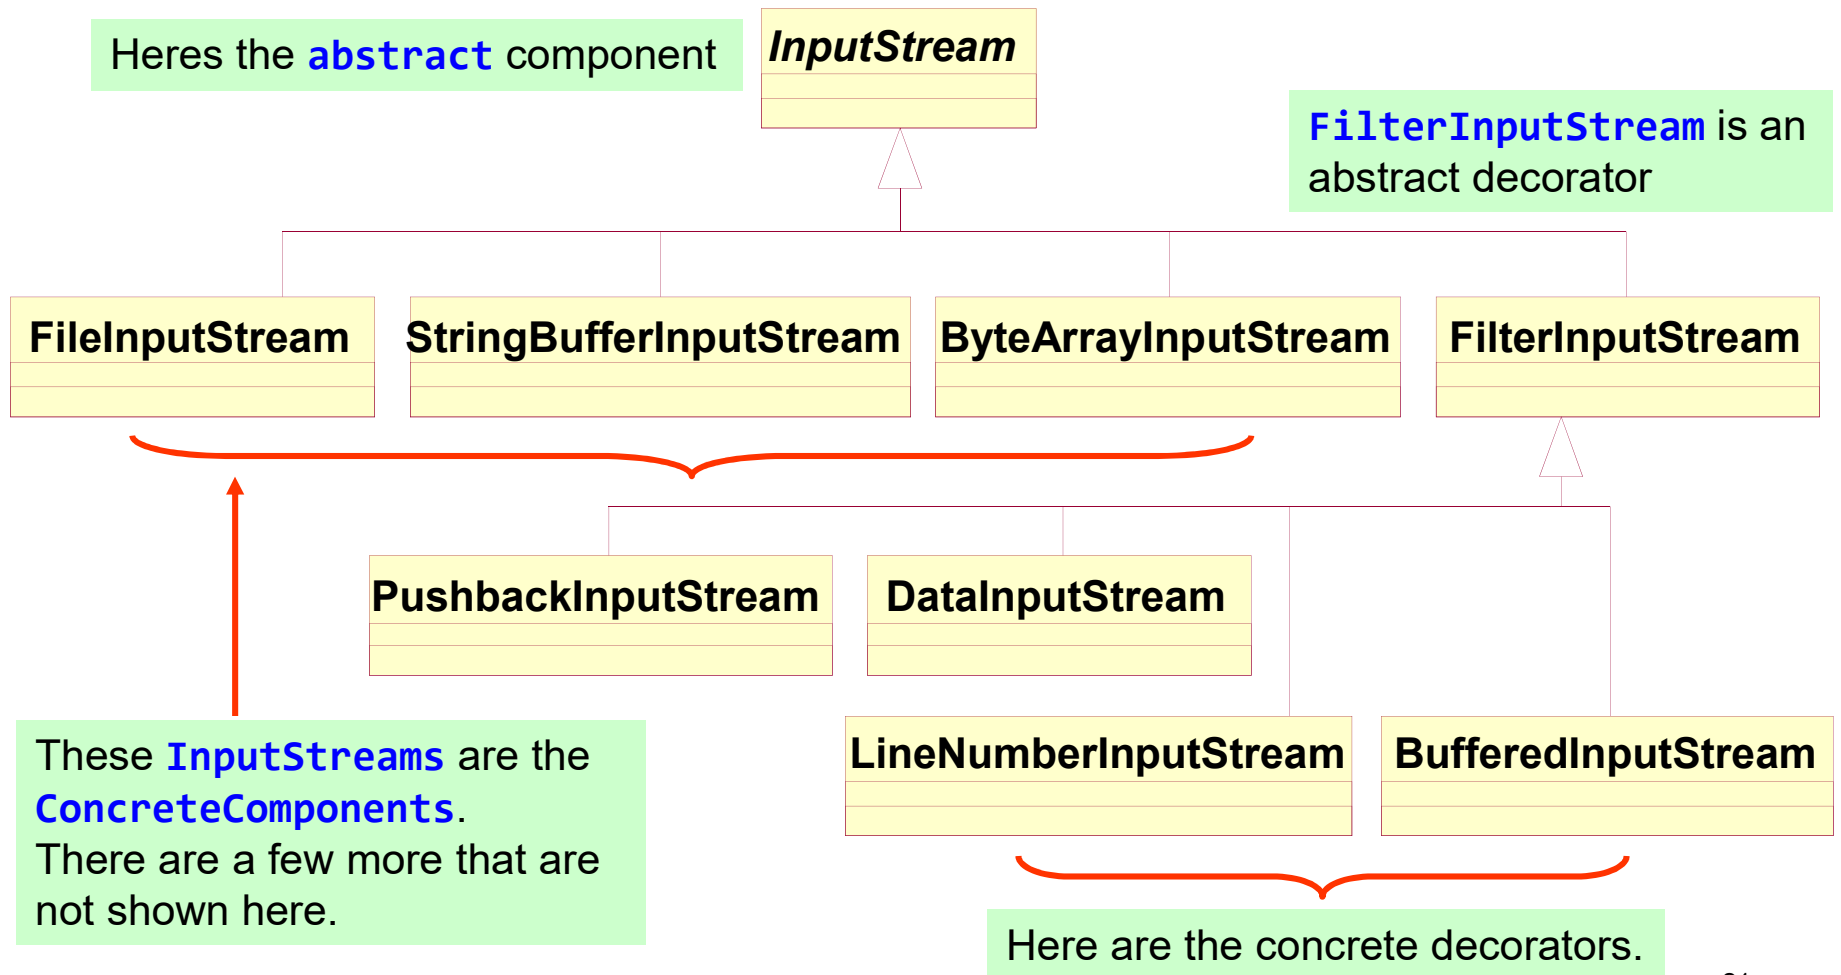 Heres the abstract component
InputStream
FilterInputStream is an
abstract decorator
FileInputStream
StringBufferInputStream
ByteArrayInputStream
FilterInputStream
PushbackInputStream
DataInputStream
LineNumberInputStream
BufferedInputStream
These InputStreams are the
ConcreteComponents.
There are a few more that are
not shown here.
Here are the concrete decorators.